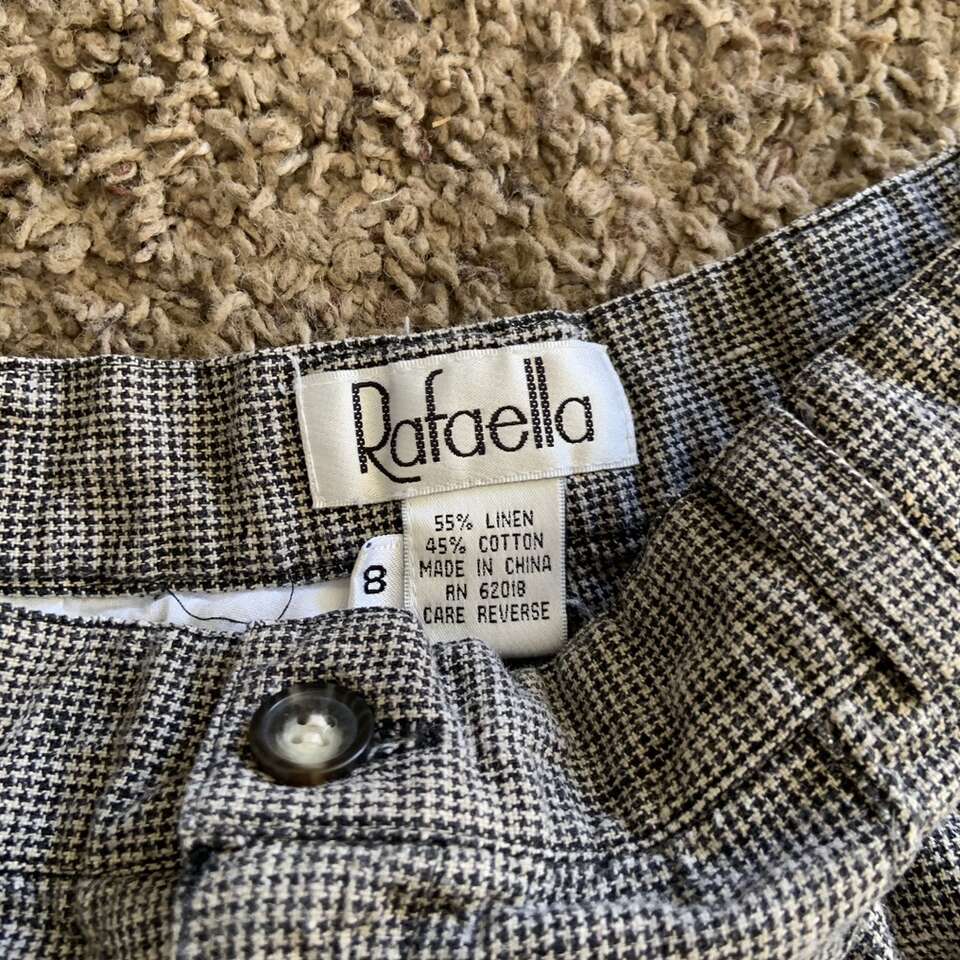 Rafaella
55% LINEN
45% COTTON
MADE IN CHINA
RN 62018
CARE REVERSE
8